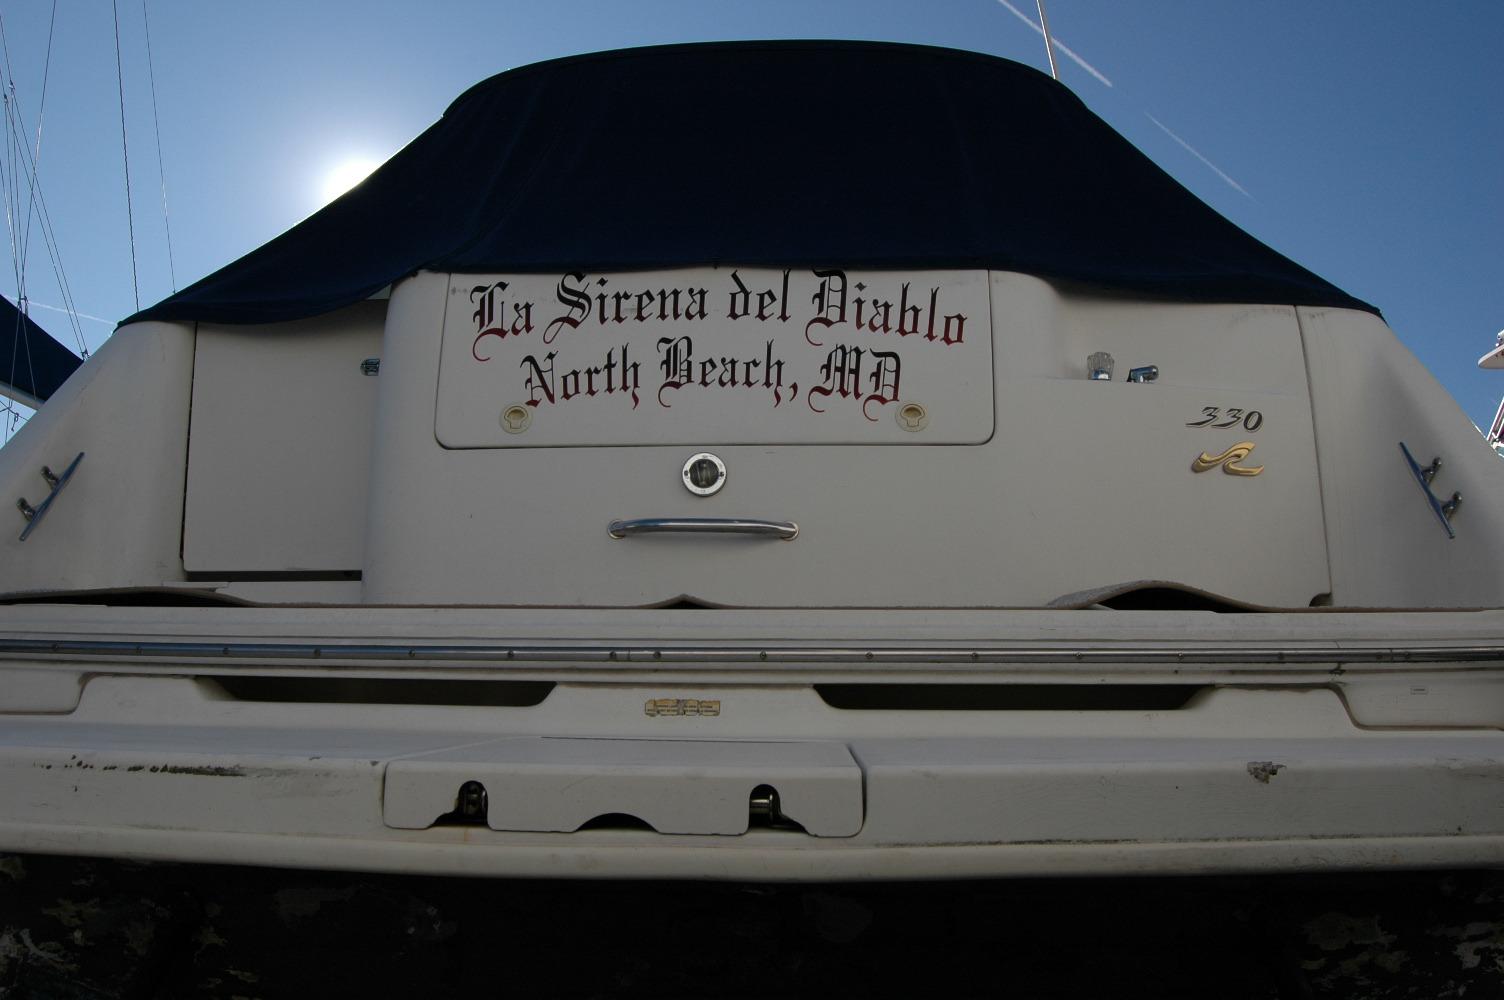 La Sirena del Diablo
North Beach, MD
330